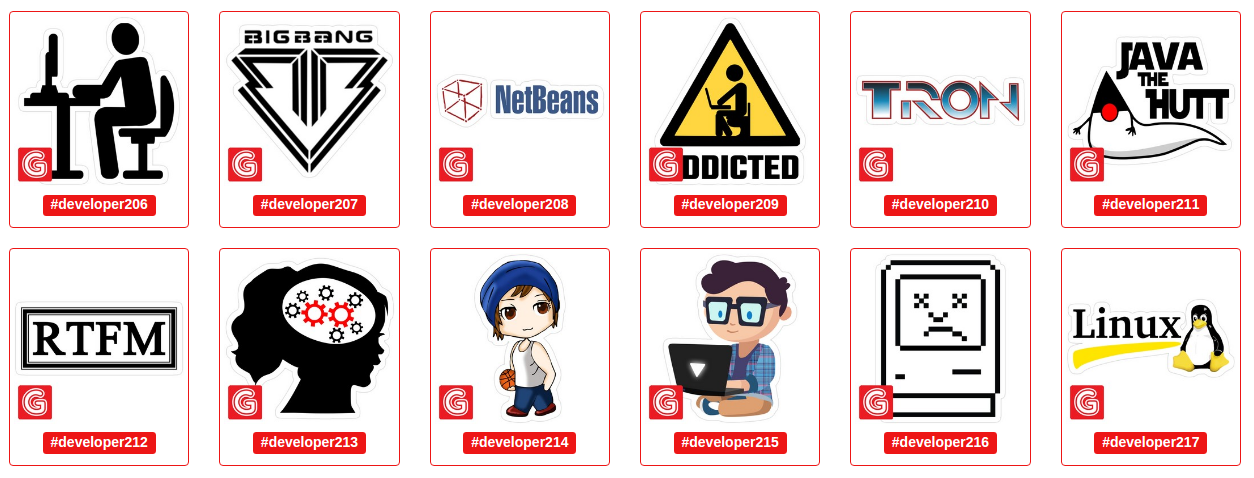 BIGBANG
NetBeans
DDICTED
TRON
JAVA
THE
HUTT
G
G
G
G
G
G
#developer206
#developer207
#developer208
#developer209
#developer210
#developer211
RTFM
Linux
G
G
G
G
G
G
#developer212
#developer213
#developer214
#developer215
#developer216
#developer217